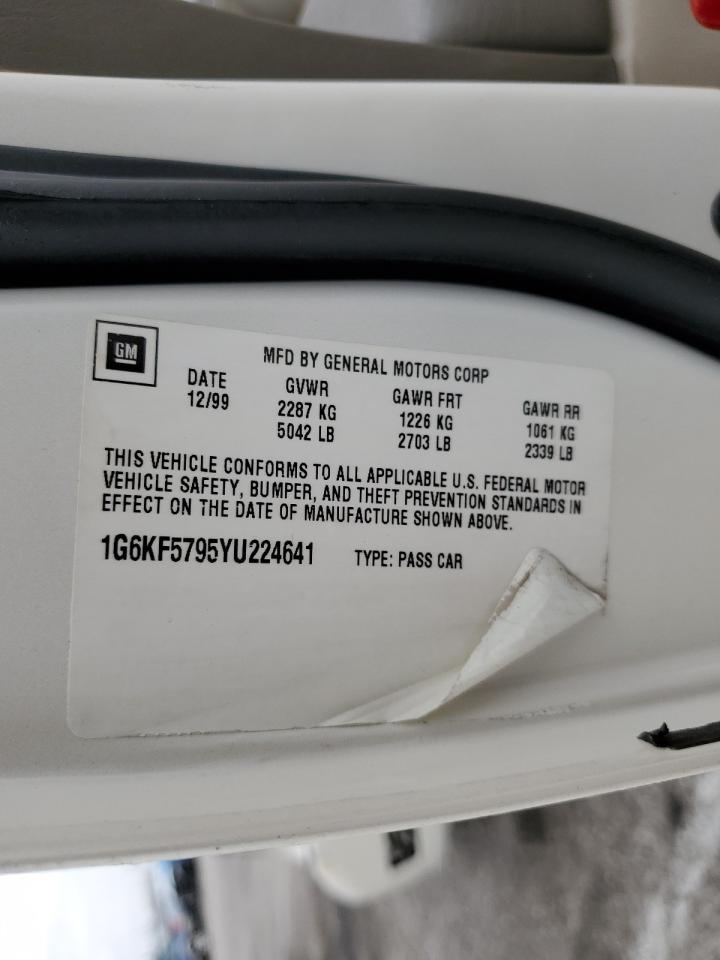 GM
MFD BY GENERAL MOTORS CORP
DATE GVWR GAWR FRT GAWR RR
12/99 2287 KG 1226 KG 1061 KG
5042 LB 2703 LB 2339 LB
THIS VEHICLE CONFORMS TO ALL APPLICABLE U.S. FEDERAL MOTOR
VEHICLE SAFETY, BUMPER, AND THEFT PREVENTION STANDARDS IN
EFFECT ON THE DATE OF MANUFACTURE SHOWN ABOVE.
1G6KF5795YU224641 TYPE: PASS CAR